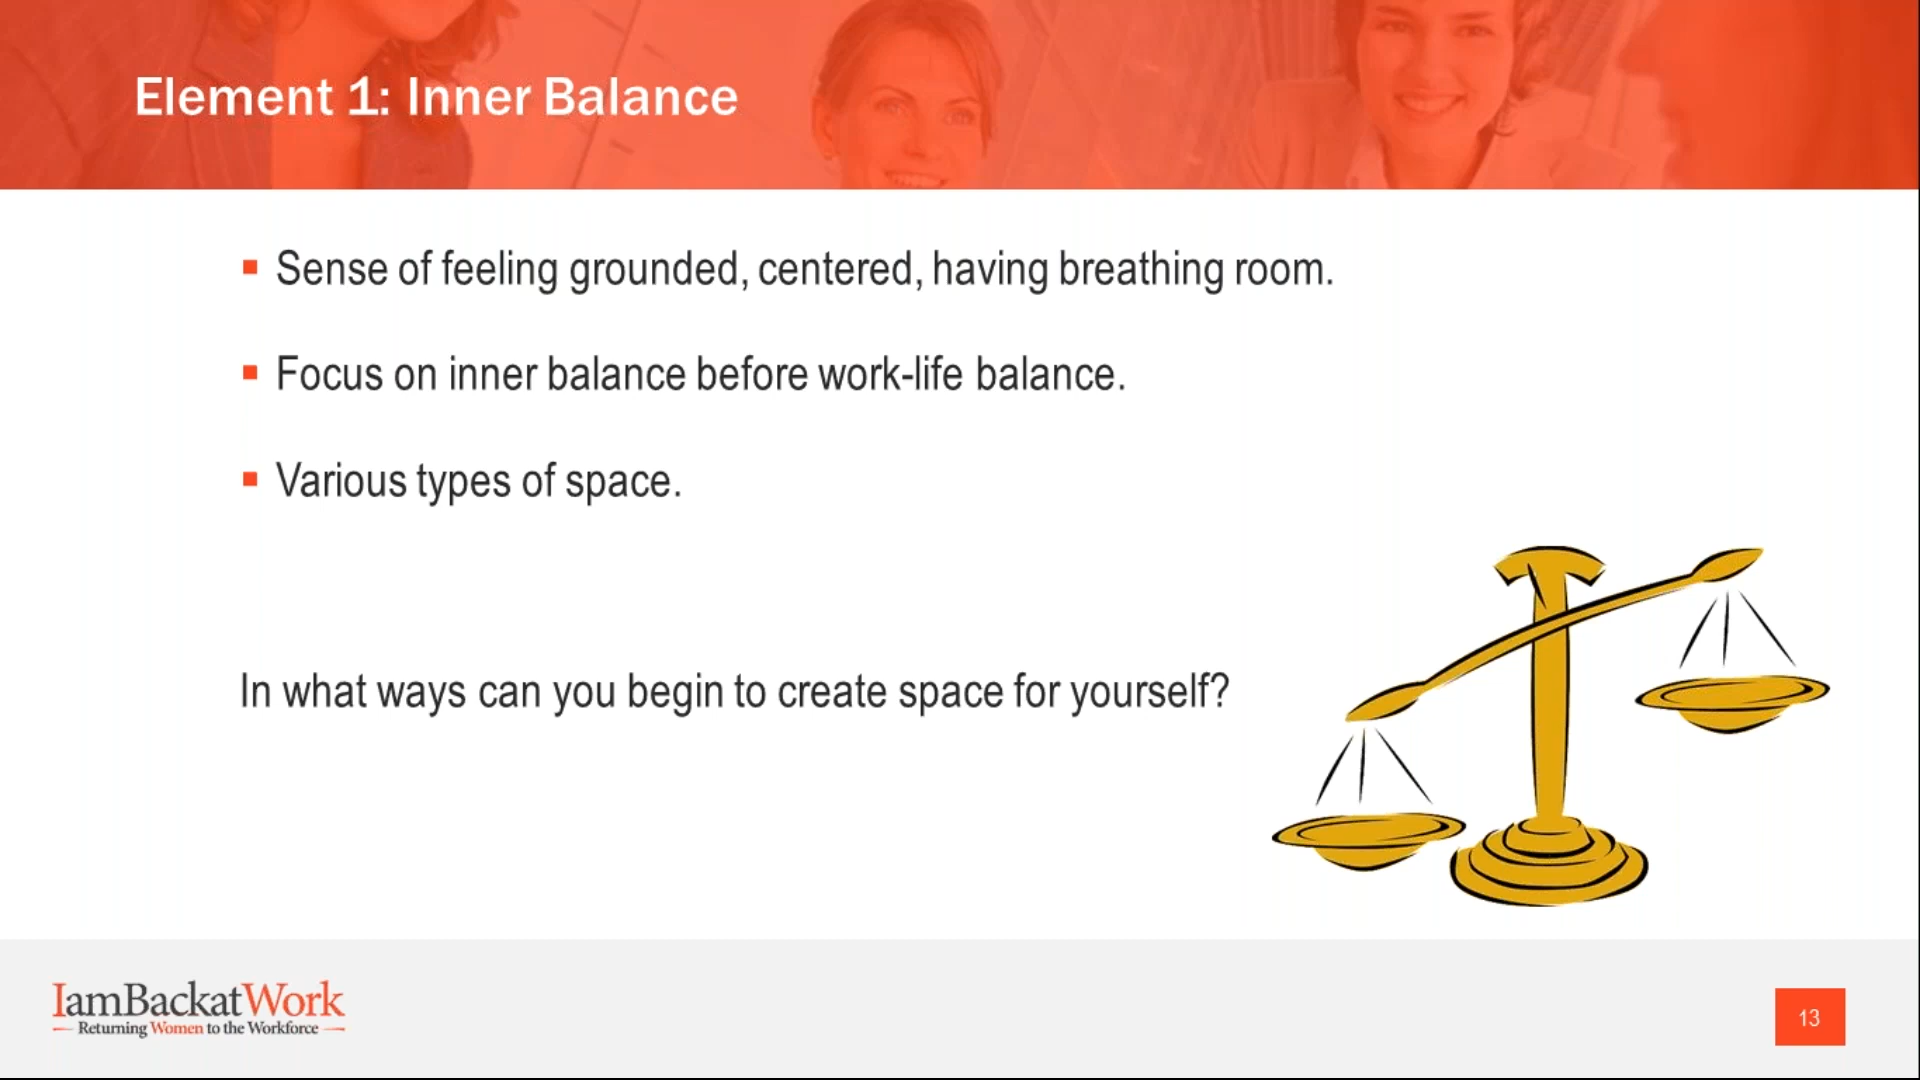 Element 1: Inner Balance
Sense of feeling grounded, centered, having breathing room.
Focus on inner balance before work-life balance.
Various types of space.
In what ways can you begin to create space for yourself?
IamBackatWork
Returning Women to the Workforce
13